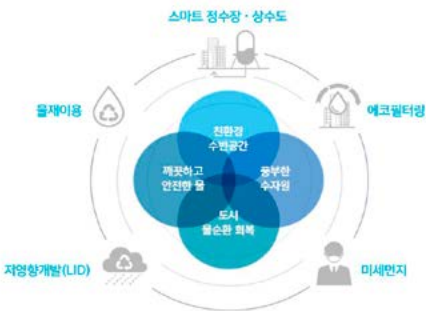 스마트 정수장 · 상수도
물재이용
에코필터링
친환경
수변공간
깨끗하고
안전한 물
풍부한
수자원
도시
물순환 회복
저영향개발(LID)
미세먼지